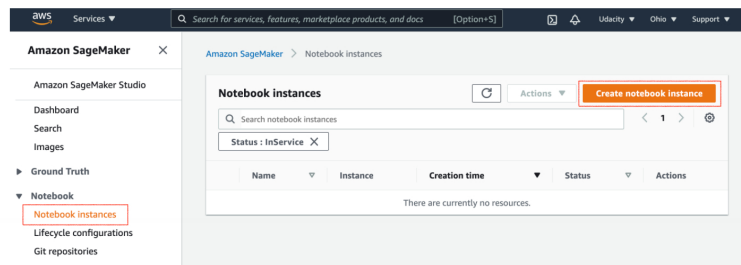 aws Services ▼ Search for services, features, marketplace products, and docs [Option+S] Udacity ▼ Ohio ▼ Support ▼
Amazon SageMaker ×
Amazon SageMaker Studio
Dashboard
Search
Images
Ground Truth
Notebook
Notebook instances
Lifecycle configurations
Git repositories
Amazon SageMaker > Notebook instances
Notebook instances Actions ▼ Create notebook instance
Search notebook instances < 1 >
Status : InService ×
Name Instance Creation time ▼ Status Actions
There are currently no resources.